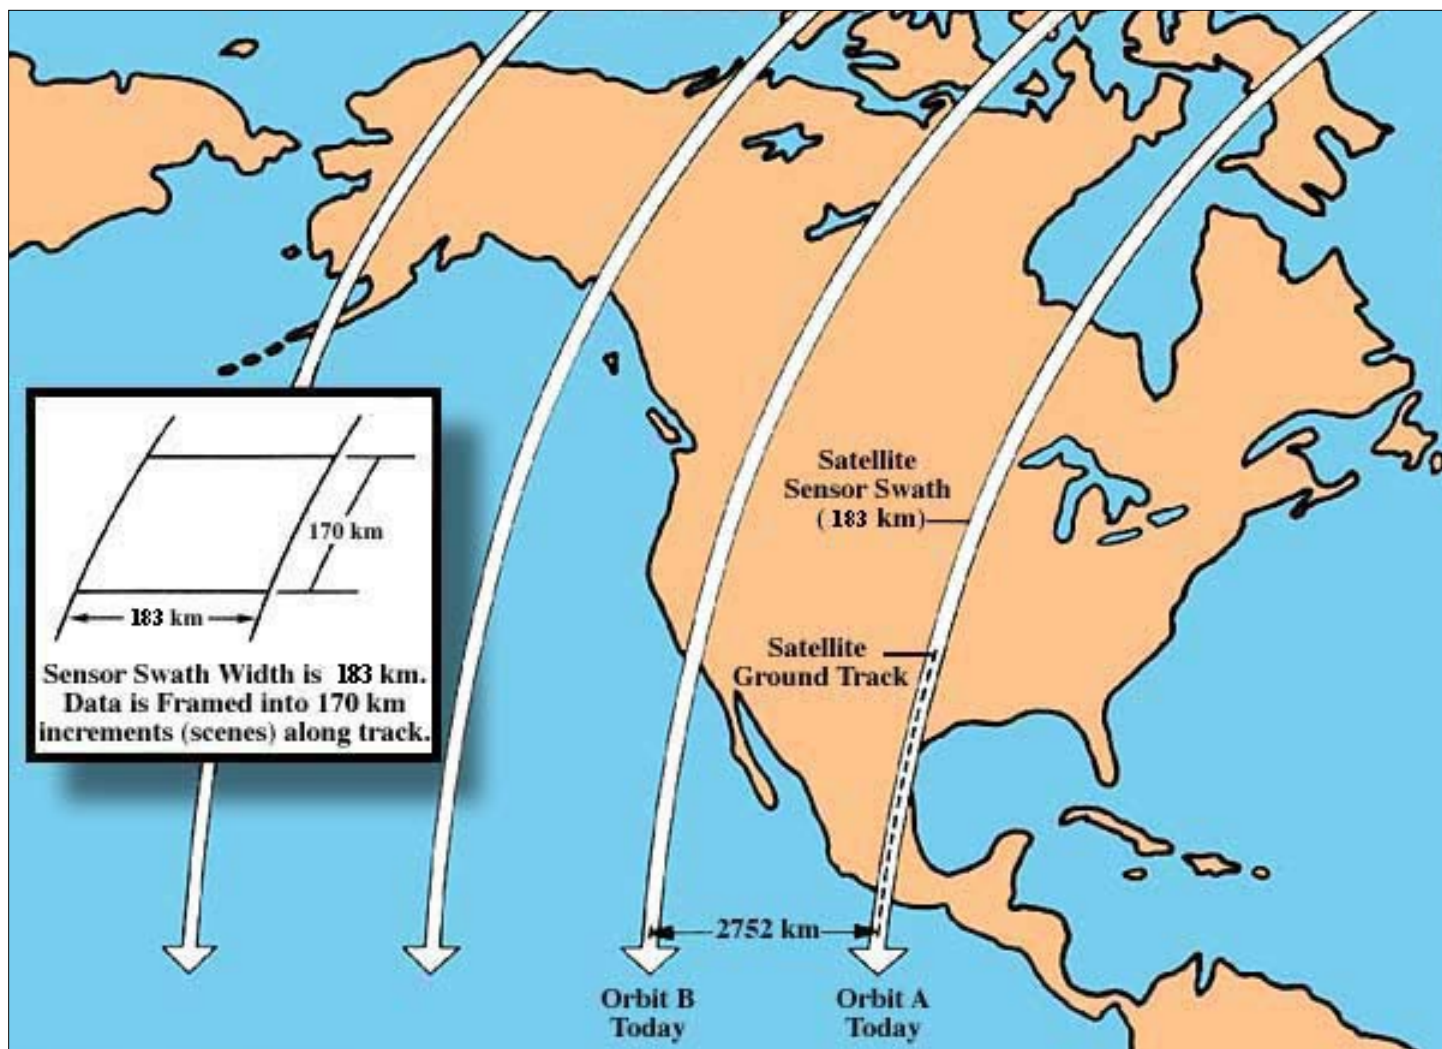 Satellite
Sensor Swath
(183 km)
170 km
183 km
Sensor Swath Width is 183 km.
Data is Framed into 170 km
increments (scenes) along track.
Satellite
Ground Track
2752 km
Orbit B
Today
Orbit A
Today